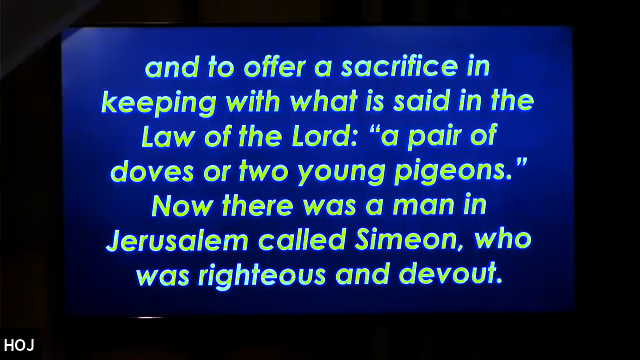 and to offer a sacrifice in
keeping with what is said in the
Law of the Lord: “a pair of
doves or two young pigeons.”
Now there was a man in
Jerusalem called Simeon, who
was righteous and devout.
HOJ